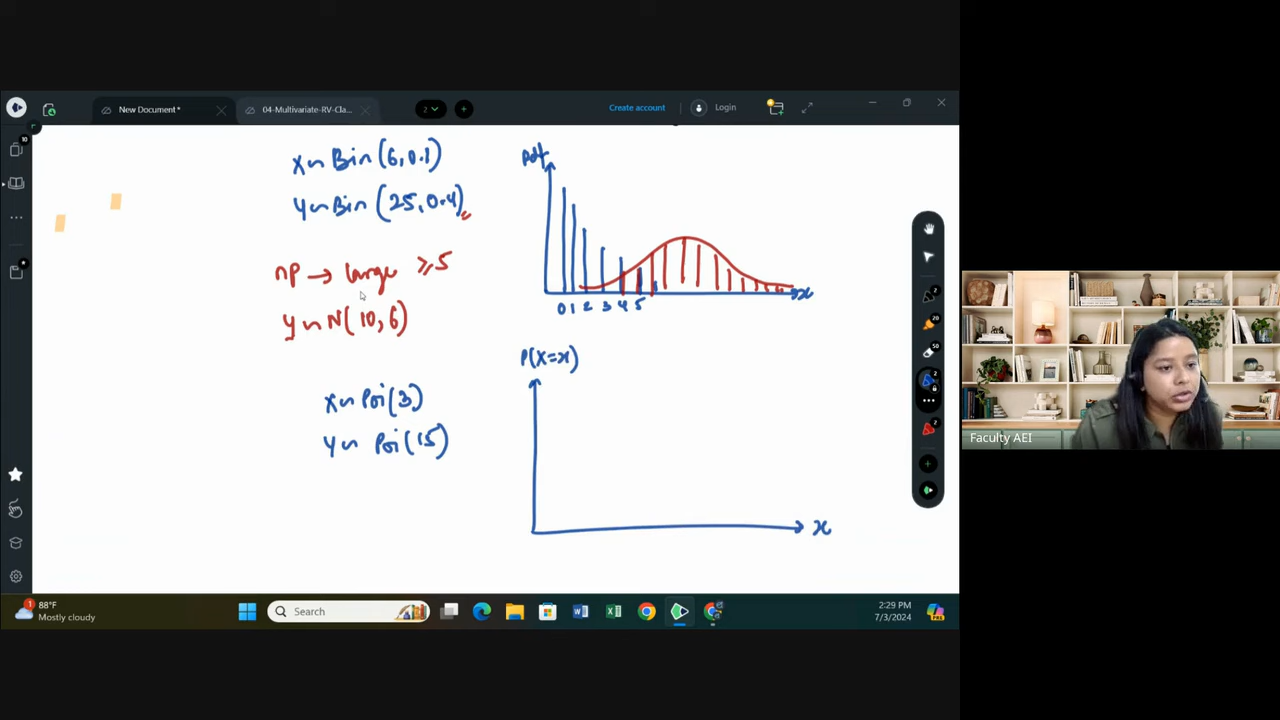 New Document*
04-Multivariate-RV-Cla...
2
Create account
Login
X~Bin(6,0.1)
Y~Bin(25,0.4)
np → large ≥5
Y~N(10,6)
X~Poi(3)
Y~Poi(15)
x
0 1 2 3 4 5
P(X=x)
x
Faculty AEI
88°F
Mostly cloudy
Search
2:29 PM
7/3/2024